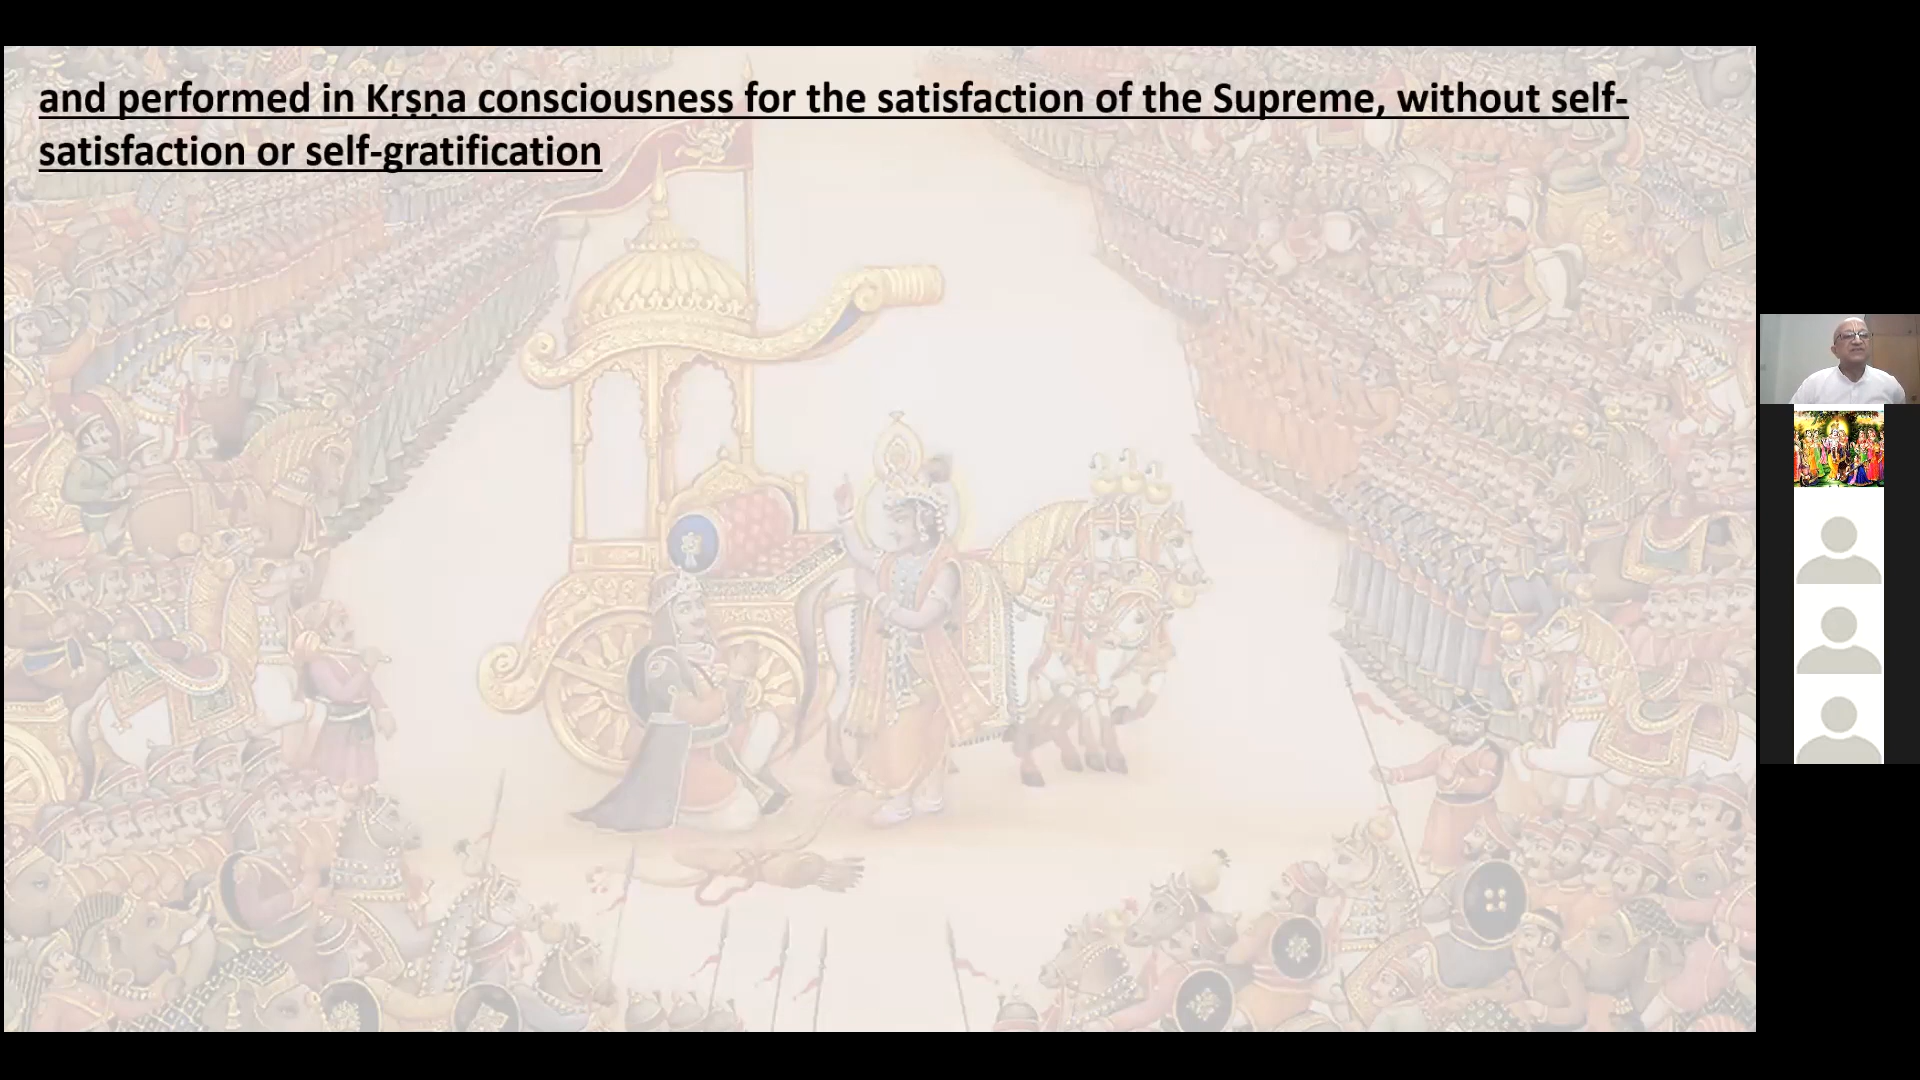 and performed in Kṛṣṇa consciousness for the satisfaction of the Supreme, without self-
satisfaction or self-gratification